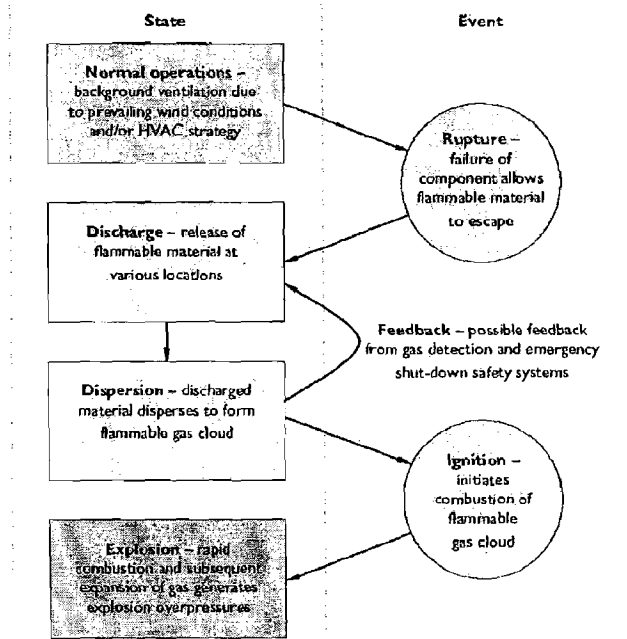 State
Event
Normal operations –
background ventilation due
to prevailing wind conditions
and/or HVAC strategy
Rupture –
failure of
component allows
flammable material
to escape
Discharge – release of
flammable material at
various locations
Feedback – possible feedback
from gas detection and emergency
shut-down safety systems
Dispersion – discharged
material disperses to form
flammable gas cloud
Ignition –
initiates
combustion of
flammable
gas cloud
Explosion – rapid
combustion and subsequent
expansion of gas generates
explosion overpressures